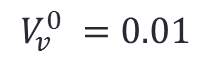 $V_v^0 = 0.01$